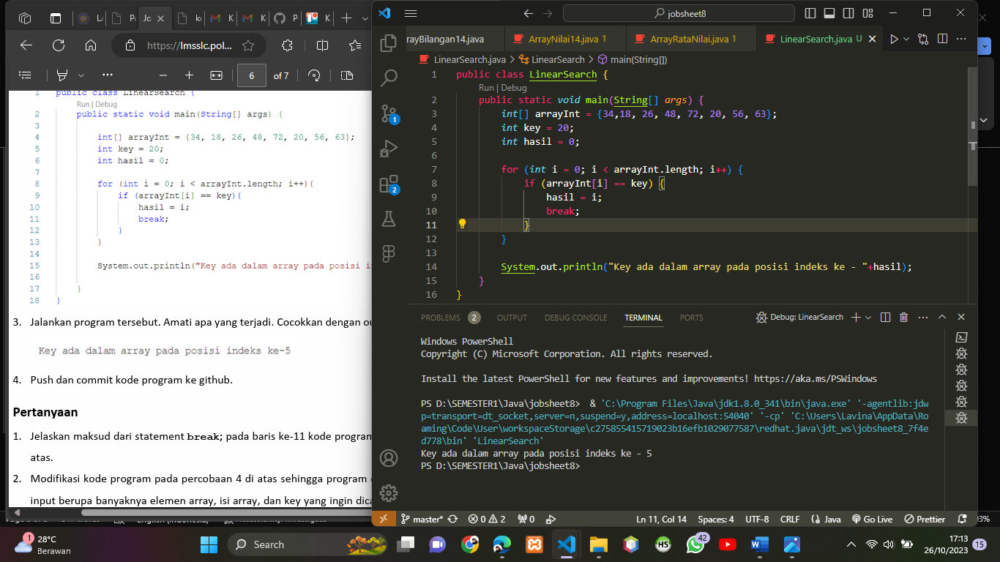 L/
P
Jo
k
K
K
P
K
https://lmsslc.pol...
6 of 7
1 public class LinearSearch {
Run | Debug
2 public static void main(String[] args) {
3
4 int[] arrayInt = {34, 18, 26, 48, 72, 20, 56, 63};
5 int key = 20;
6 int hasil = 0;
7
8 for (int i = 0; i < arrayInt.length; i++){
9 if (arrayInt[i] == key){
10 hasil = i;
11 break;
12 }
13 }
14
15 System.out.println("Key ada dalam array pada posisi i
16
17 }
18 }
3. Jalankan program tersebut. Amati apa yang terjadi. Cocokkan dengan ou
Key ada dalam array pada posisi indeks ke-5
4. Push dan commit kode program ke github.
Pertanyaan
1. Jelaskan maksud dari statement break; pada baris ke-11 kode program
atas.
2. Modifikasi kode program pada percobaan 4 di atas sehingga program
input berupa banyaknya elemen array, isi array, dan key yang ingin dica
jobsheet8
rrayBilangan14.java
ArrayNilai14.java 1
ArrayRataNilai.java 1
LinearSearch.java U
LinearSearch.java > LinearSearch > main(String[])
1 public class LinearSearch {
Run | Debug
2 public static void main(String[] args) {
3 int[] arrayInt = {34,18, 26, 48, 72, 20, 56, 63};
4 int key = 20;
5 int hasil = 0;
6
7 for (int i = 0; i < arrayInt.length; i++) {
8 if (arrayInt[i] == key) {
9 hasil = i;
10 break;
11 }
12 }
13
14 System.out.println("Key ada dalam array pada posisi indeks ke - "+hasil);
15 }
16 }
1
2
PROBLEMS 2 OUTPUT DEBUG CONSOLE TERMINAL PORTS Debug: LinearSearch
Windows PowerShell
Copyright (C) Microsoft Corporation. All rights reserved.
Install the latest PowerShell for new features and improvements! https://aka.ms/PSWindows
PS D:\SEMESTER1\Java\jobsheet8>  & 'C:\Program Files\Java\jdk1.8.0_341\bin\java.exe' '-agentlib:jdw
p=transport=dt_socket,server=n,suspend=y,address=localhost:54040' '-cp' 'C:\Users\Lavina\AppData\Ro
aming\Code\User\workspaceStorage\c275855415719023b16efb1029077587\redhat.java\jdt_ws\jobsheet8_7f4e
d778\bin' 'LinearSearch'
Key ada dalam array pada posisi indeks ke - 5
PS D:\SEMESTER1\Java\jobsheet8>
master* 0 2 0 Ln 11, Col 14 Spaces: 4 UTF-8 CRLF {} Java Go Live Prettier
1
28°C
Berawan
Search
HS
42
17:13
26/10/2023
15